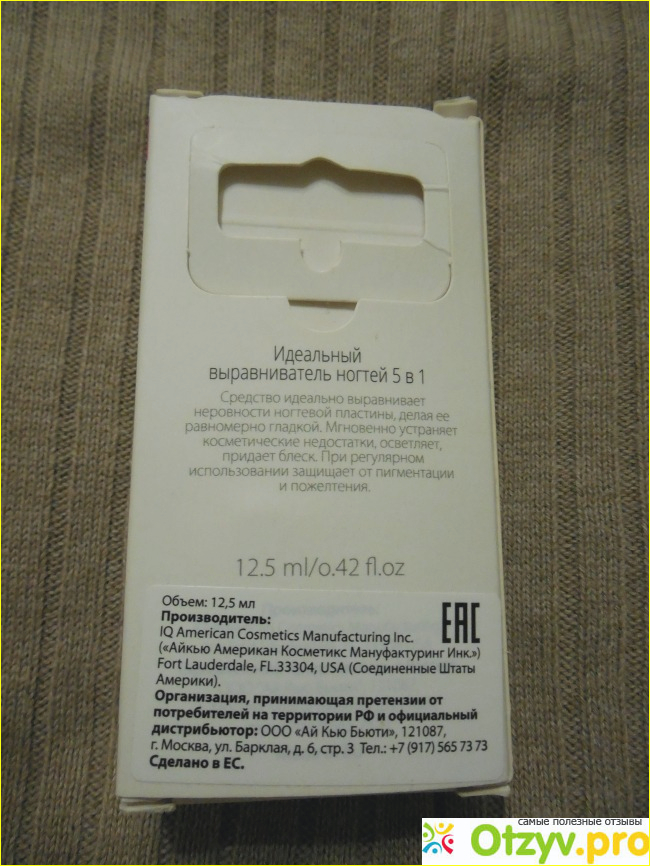 Идеальный
выравниватель ногтей 5 в 1
Средство идеально выравнивает
неровности ногтевой пластины, делая ее
равномерно гладкой. Мгновенно устраняет
косметические недостатки, осветляет,
придает блеск. При регулярном
использовании защищает от пигментации
и пожелтения.
12.5 ml/0.42 fl.oz
Объем: 12,5 мл
Производитель:
IQ American Cosmetics Manufacturing Inc.
(«Айкью Американ Косметикс Мануфактуринг Инк.»)
Fort Lauderdale, FL.33304, USA (Соединенные Штаты
Америки).
EAC
Организация, принимающая претензии от
потребителей на территории РФ и официальный
дистрибьютор: ООО «Ай Кью Бьюти», 121087,
г. Москва, ул. Барклая, д. 6, стр. 3 Тел.: +7 (917) 565 73 73
Сделано в ЕС.
самые полезные отзывы
Otzyv.pro